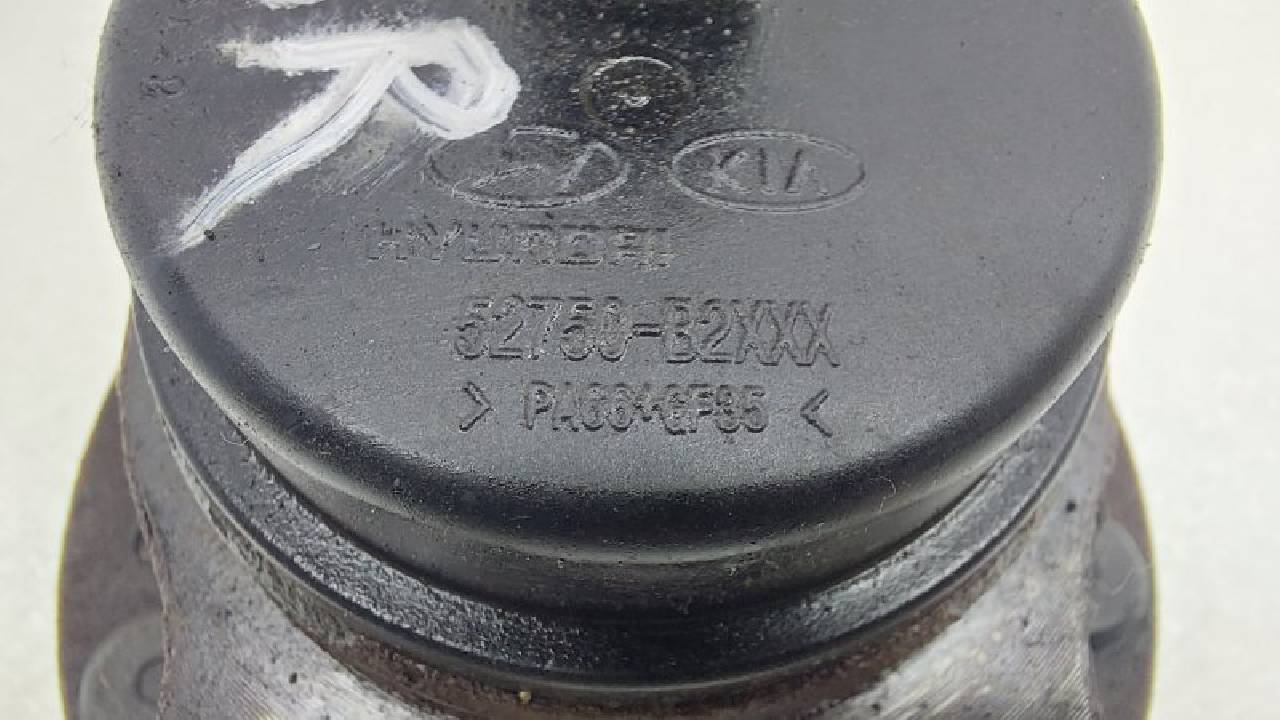 R
KIA
HYUNDAI
52750-B2XXX
> PA66+GF35 <